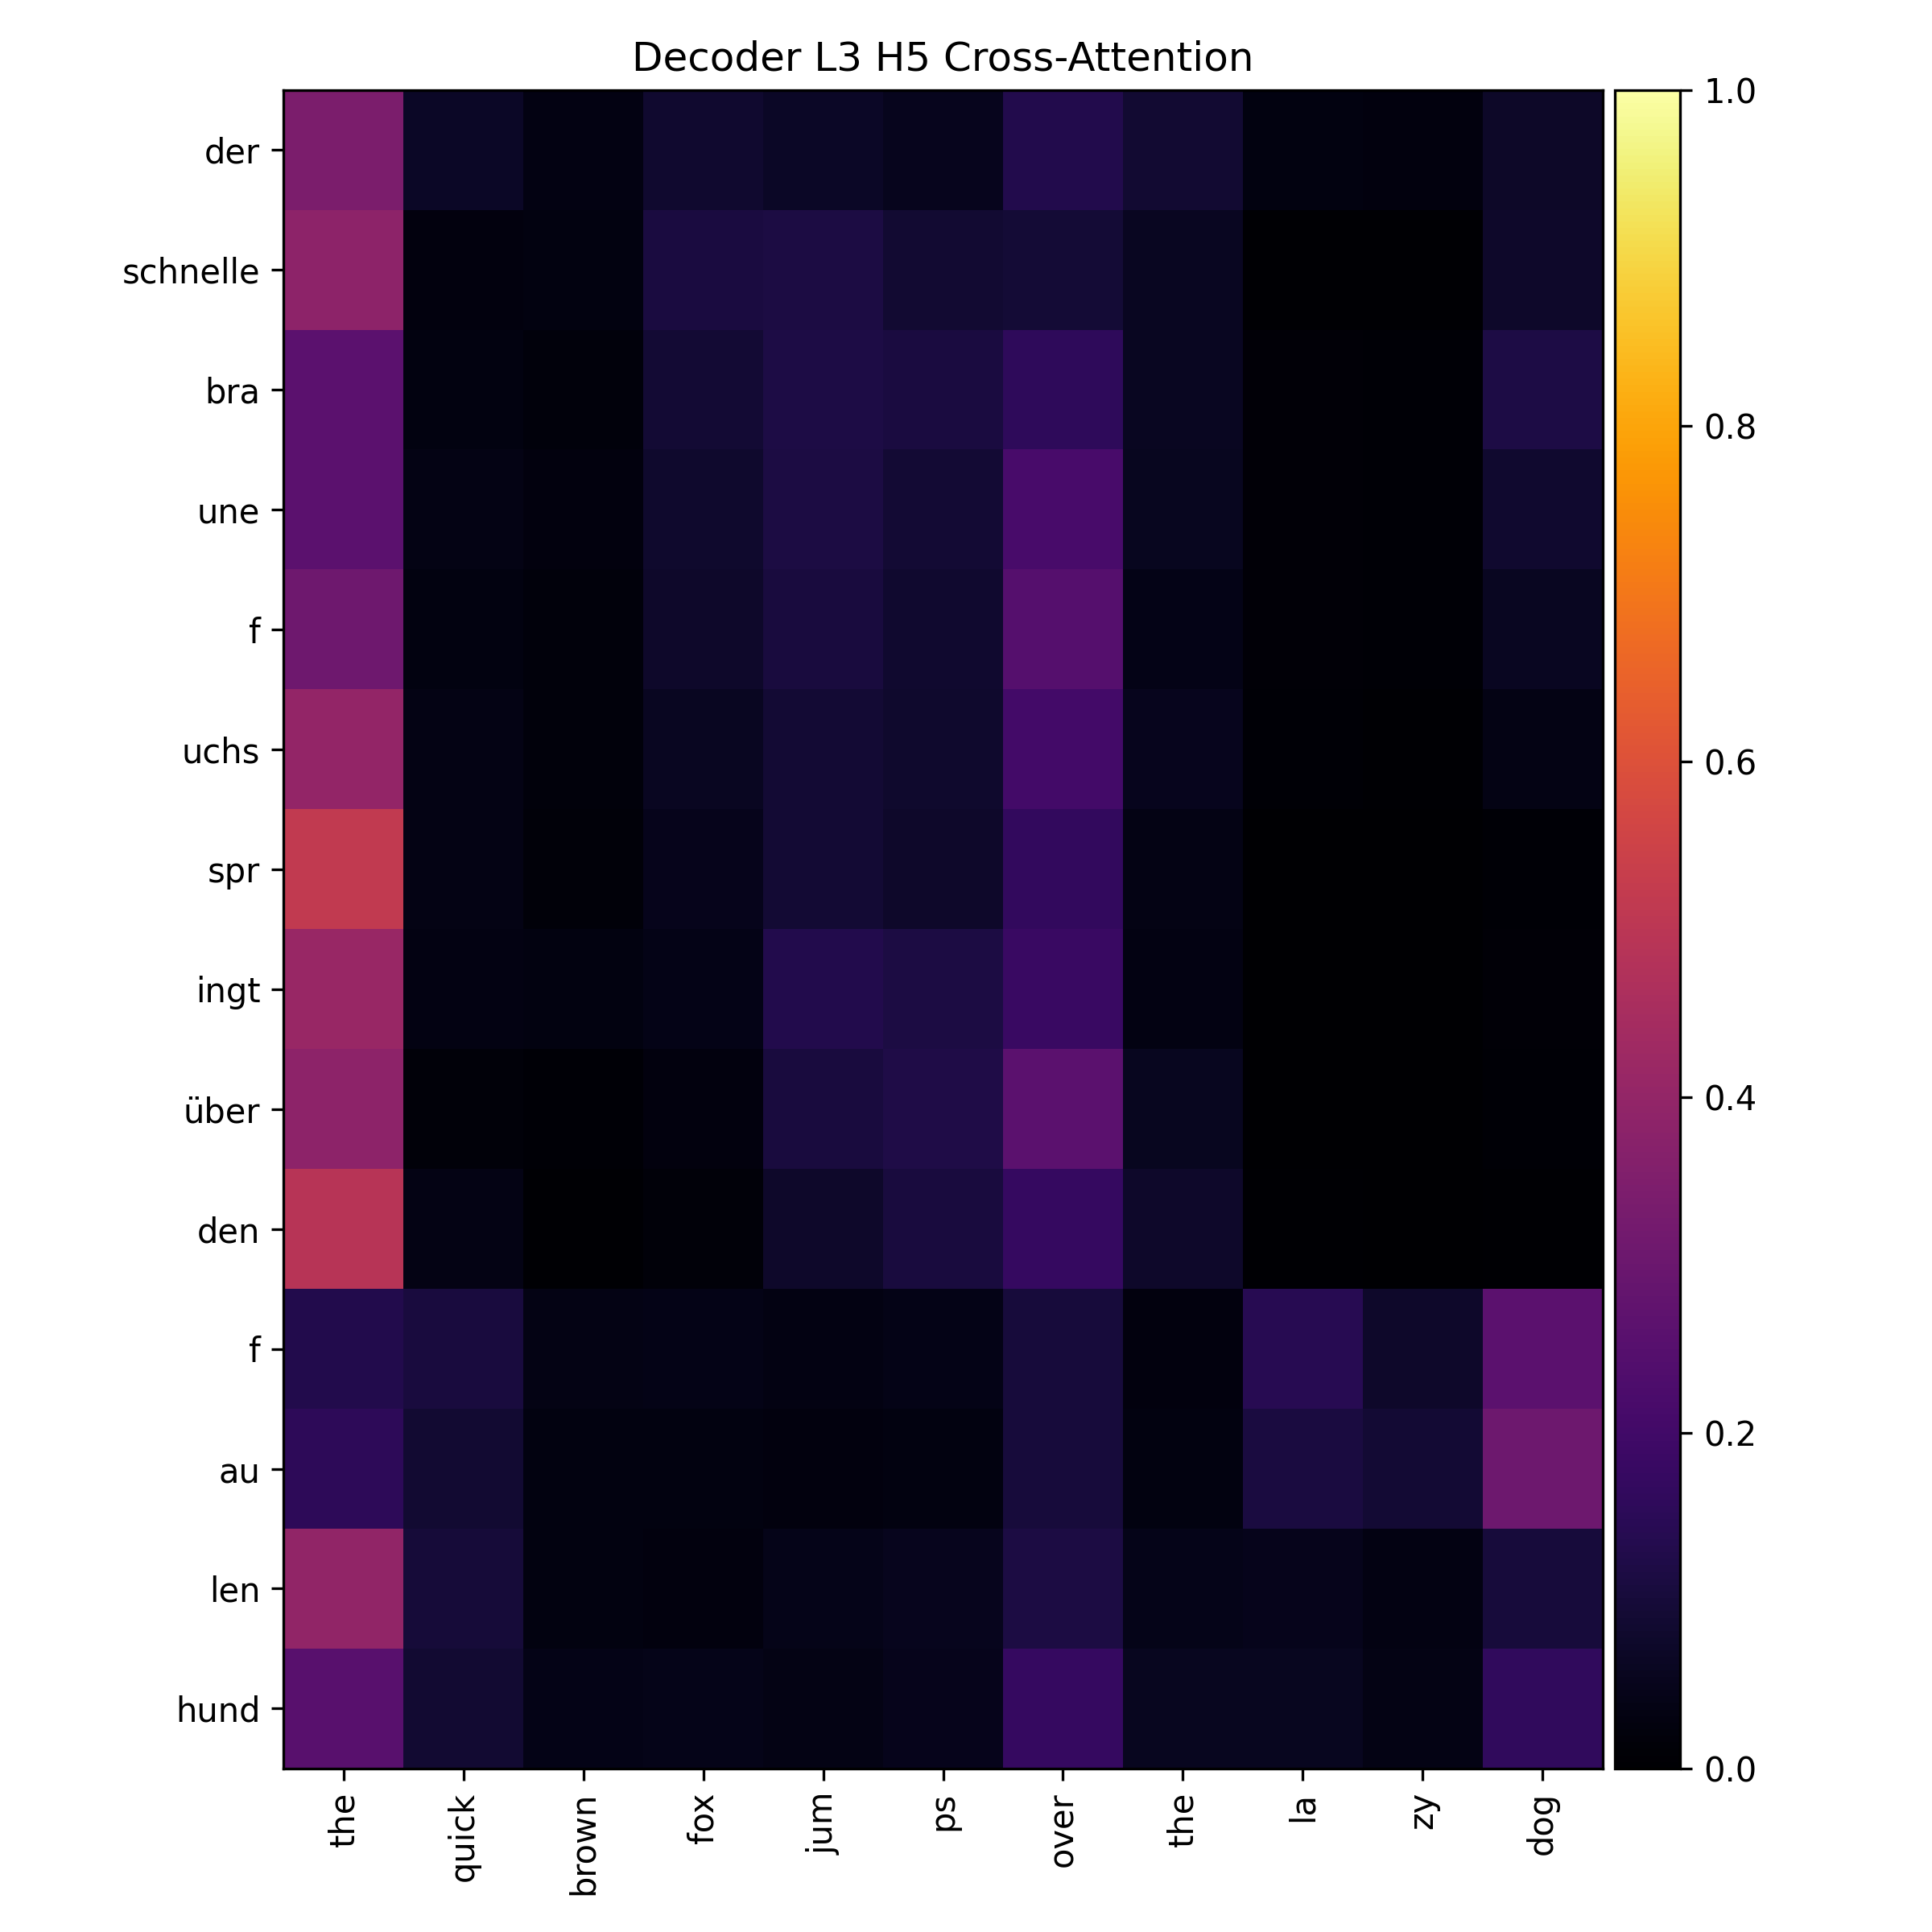 Decoder L3 H5 Cross-Attention
der
schnelle
bra
une
f
uchs
spr
ingt
über
den
f
au
len
hund
the
quick
brown
fox
jum
ps
over
the
la
zy
dog
1.0
0.8
0.6
0.4
0.2
0.0